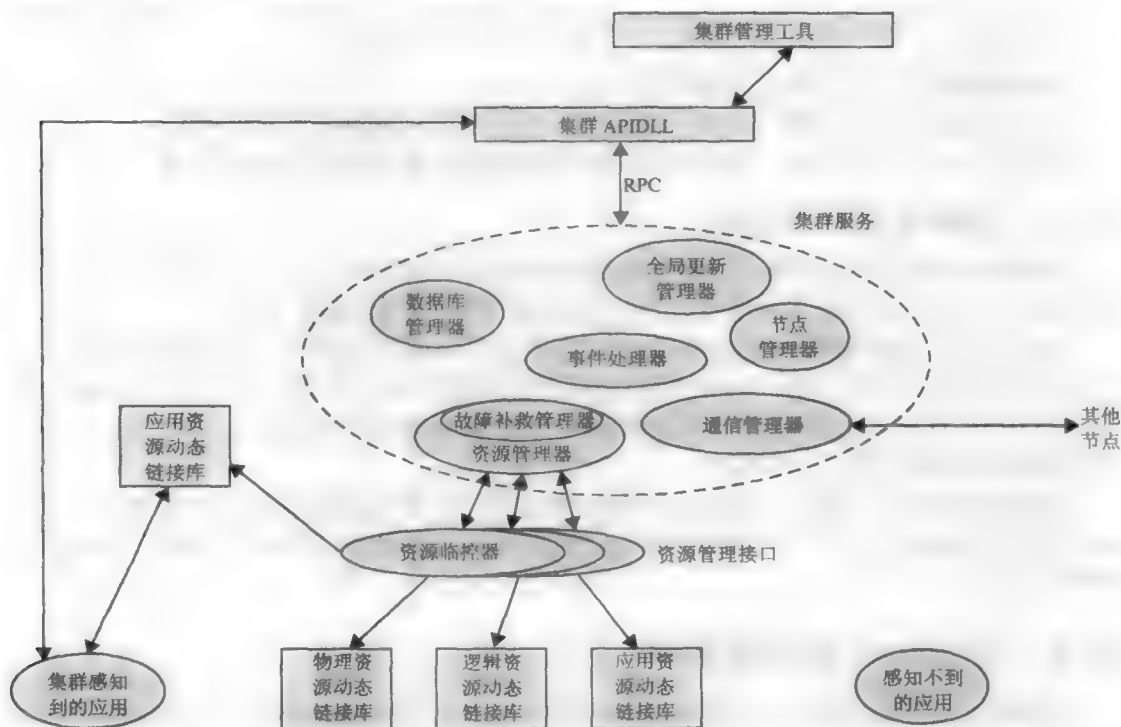 集群管理工具
集群 APIDLL
RPC
集群服务
全局更新
管理器
数据库
管理器
节点
管理器
事件处理器
故障补救管理器
资源管理器
通信管理器
其他
节点
应用资
源动态
链接库
资源临控器
资源管理接口
集群感知
到的应用
物理资
源动态
链接库
逻辑资
源动态
链接库
应用资
源动态
链接库
感知不到
的应用